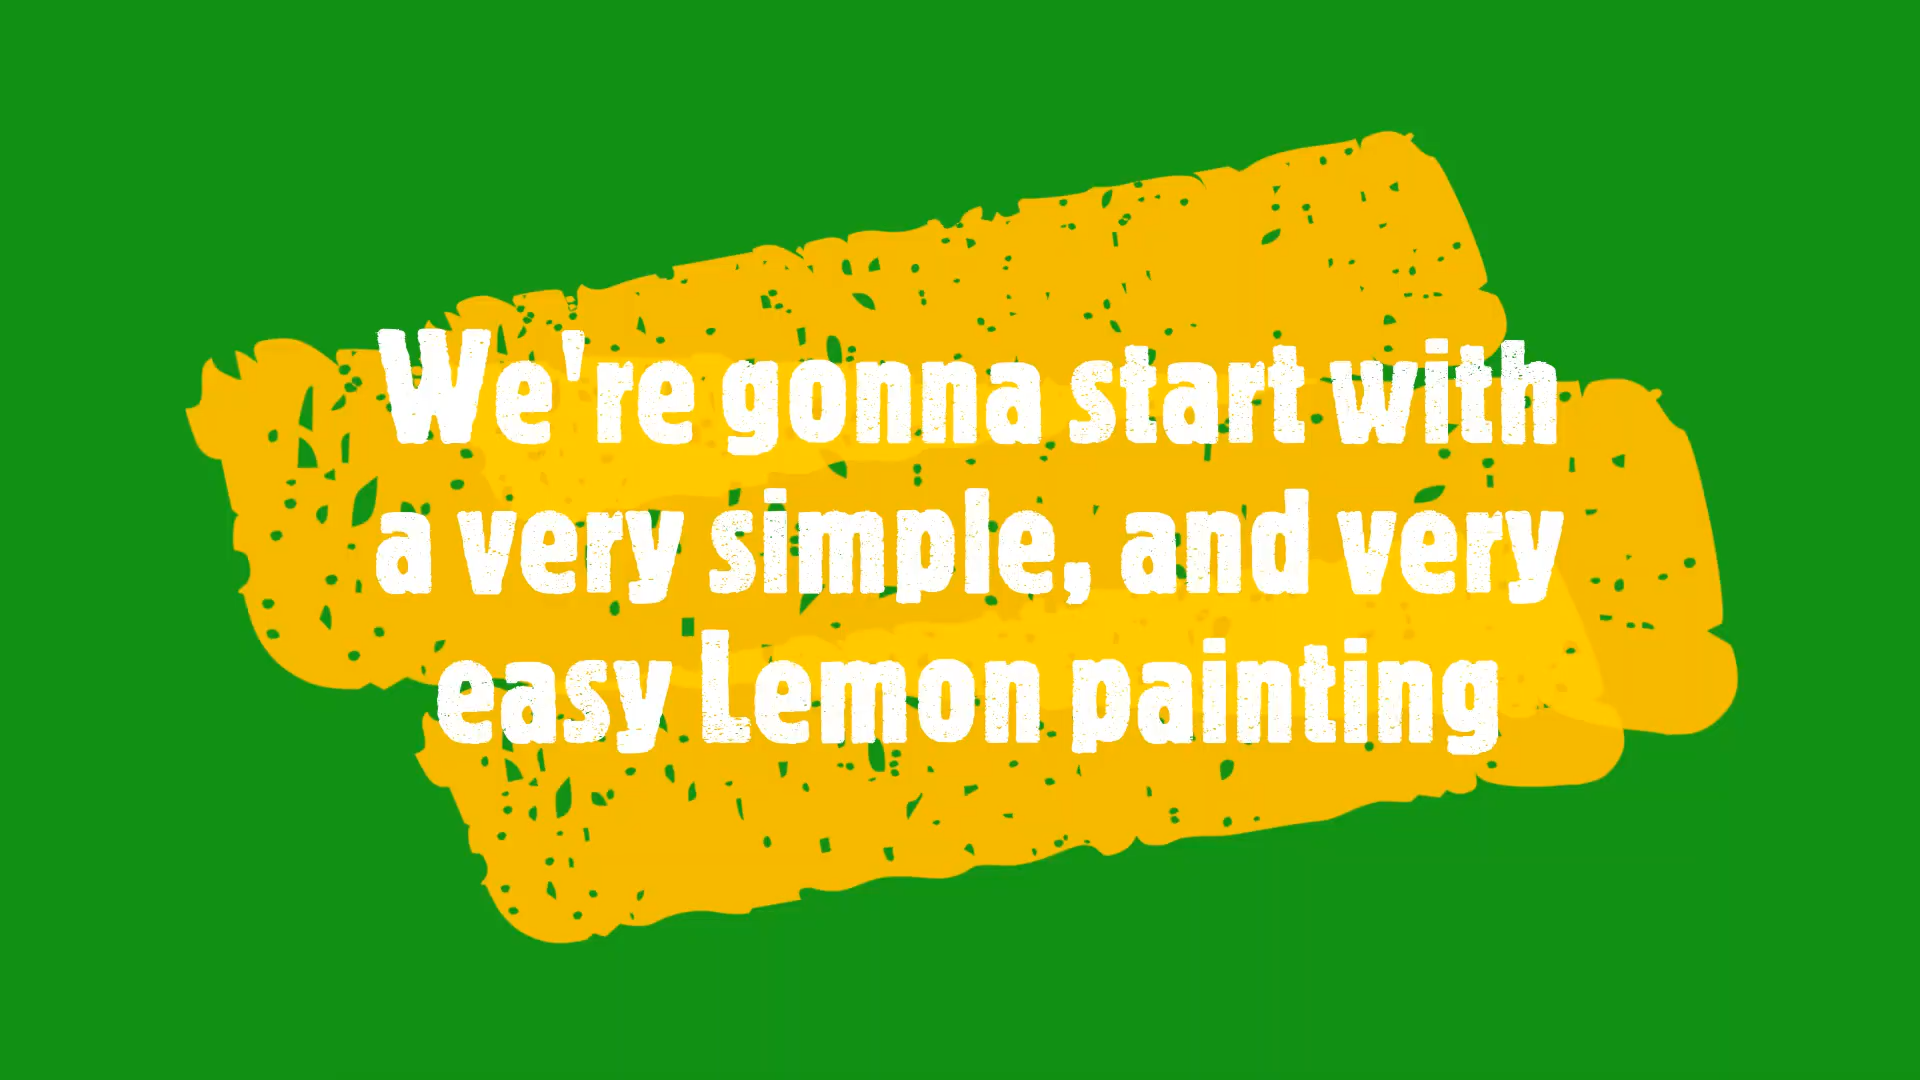 We're gonna start with
a very simple, and very
easy Lemon painting